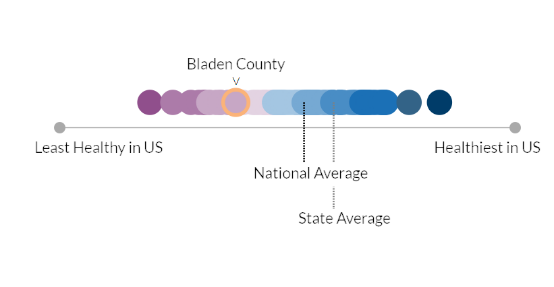 Bladen County
Least Healthy in US
Healthiest in US
National Average
State Average